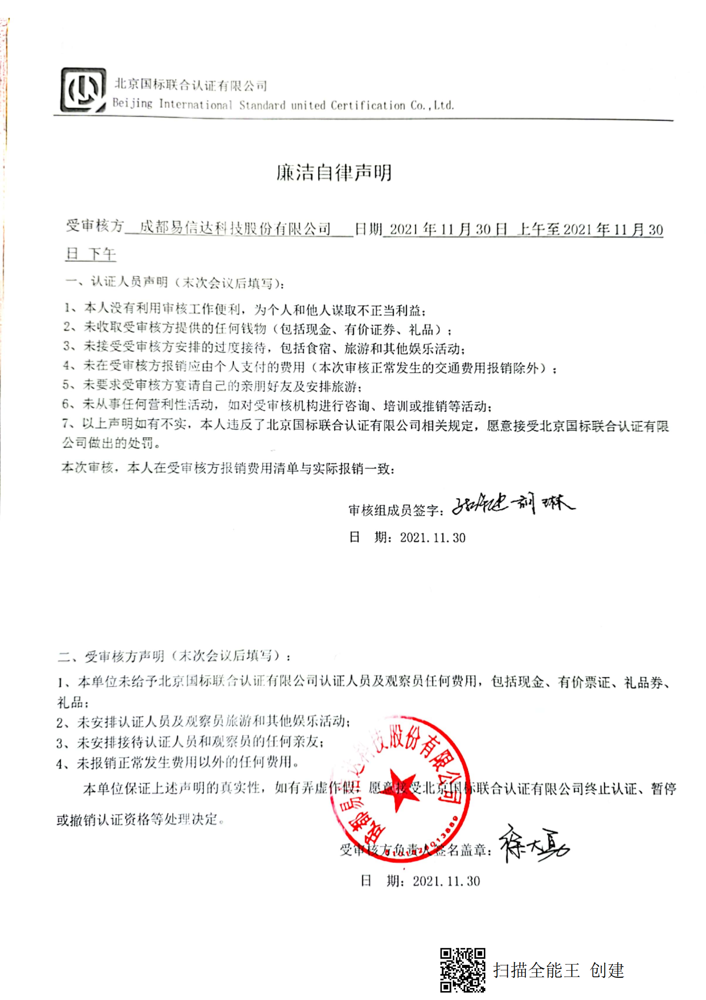 北京国标联合认证有限公司
Beijing International Standard united Certification Co.,Ltd.
廉洁自律声明
受审核方 成都易信达科技股份有限公司 日期 2021 年 11 月 30 日 上午至 2021 年 11 月 30
日 下午
一、认证人员声明（末次会议后填写）：
1、本人没有利用审核工作便利，为个人和他人谋取不正当利益；
2、未收取受审核方提供的任何钱物（包括现金、有价证券、礼品）；
3、未接受受审核方安排的过度接待，包括食宿、旅游和其他娱乐活动；
4、未在受审核方报销应由个人支付的费用（本次审核正常发生的交通费用报销除外）；
5、未要求受审核方宴请自己的亲朋好友及安排旅游；
6、未从事任何营利性活动，如对受审核机构进行咨询、培训或推销等活动；
7、以上声明如有不实，本人违反了北京国标联合认证有限公司相关规定，愿意接受北京国标联合认证有限
公司做出的处罚。
本次审核，本人在受审核方报销费用清单与实际报销一致：
审核组成员签字：
日 期：2021.11.30
二、受审核方声明（末次会议后填写）：
1、本单位未给予北京国标联合认证有限公司认证人员及观察员任何费用，包括现金、有价票证、礼品券、
礼品；
2、未安排认证人员及观察员旅游和其他娱乐活动；
3、未安排接待认证人员和观察员的任何亲友；
4、未报销正常发生费用以外的任何费用。
本单位保证上述声明的真实性，如有弄虚作假，愿意接受北京国标联合认证有限公司终止认证、暂停
或撤销认证资格等处理决定。
成都易信达科技股份有限公司
受审核方负责人签名盖章：徐大勇
日 期：2021.11.30
扫描全能王 创建